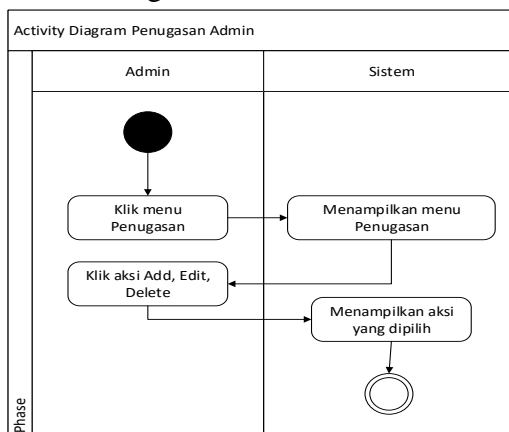 Activity Diagram Penugasan Admin
Admin
Sistem
Klik menu
Penugasan
Menampilkan menu
Penugasan
Klik aksi Add, Edit,
Delete
Menampilkan aksi
yang dipilih
Phase